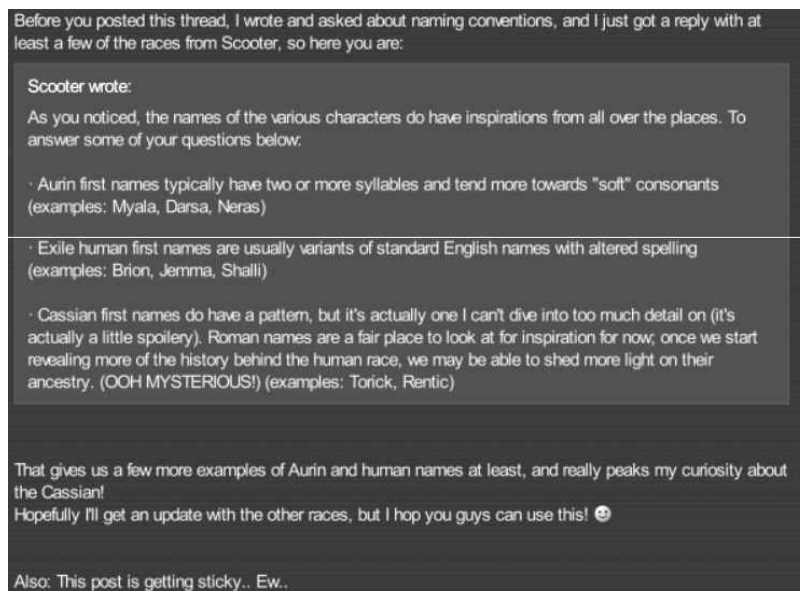 Before you posted this thread, I wrote and asked about naming conventions, and I just got a reply with at
least a few of the races from Scooter, so here you are:
Scooter wrote:
As you noticed, the names of the various characters do have inspirations from all over the places. To
answer some of your questions below:
· Aurin first names typically have two or more syllables and tend more towards "soft" consonants
(examples: Myala, Darsa, Neras)
· Exile human first names are usually variants of standard English names with altered spelling
(examples: Brion, Jemma, Shalli)
· Cassian first names do have a pattern, but it's actually one I can't dive into too much detail on (it's
actually a little spoilery). Roman names are a fair place to look at for inspiration for now; once we start
revealing more of the history behind the human race, we may be able to shed more light on their
ancestry. (OOH MYSTERIOUS!) (examples: Torick, Rentic)
That gives us a few more examples of Aurin and human names at least, and really peaks my curiosity about
the Cassian!
Hopefully I'll get an update with the other races, but I hop you guys can use this!
Also: This post is getting sticky.. Ew..